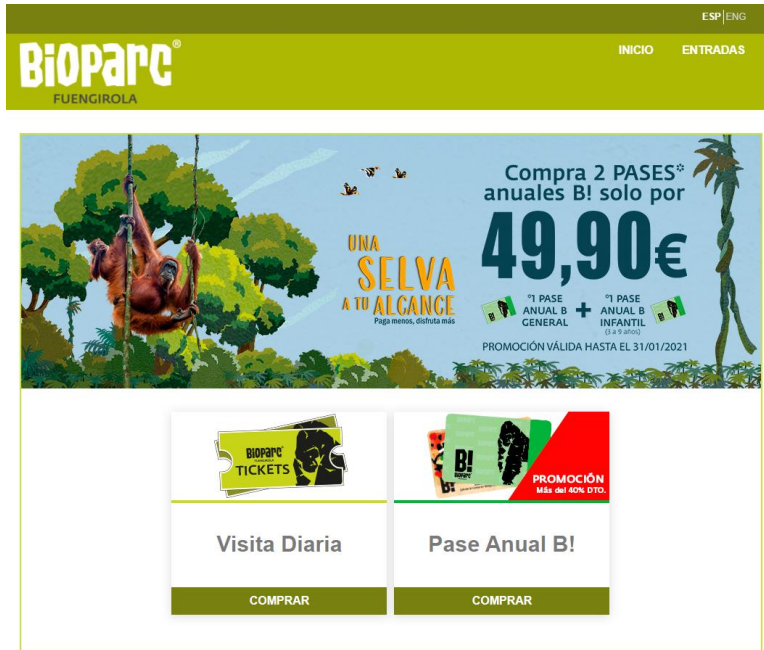 ESP|ENG
BIOPARC®
FUENGIROLA
INICIO ENTRADAS
Compra 2 PASES*
anuales B! solo por
49,90€
UNA
SELVA
A TU ALCANCE
Paga menos, disfruta más
*1 PASE
ANUAL B
GENERAL
+
*1 PASE
ANUAL B
INFANTIL
(3 a 9 años)
PROMOCIÓN VÁLIDA HASTA EL 31/01/2021
BIOPARC
FUENGIROLA
TICKETS
B!
BIOPARC
B!
PROMOCIÓN
Más del 40% DTO.
Visita Diaria
Pase Anual B!
COMPRAR
COMPRAR